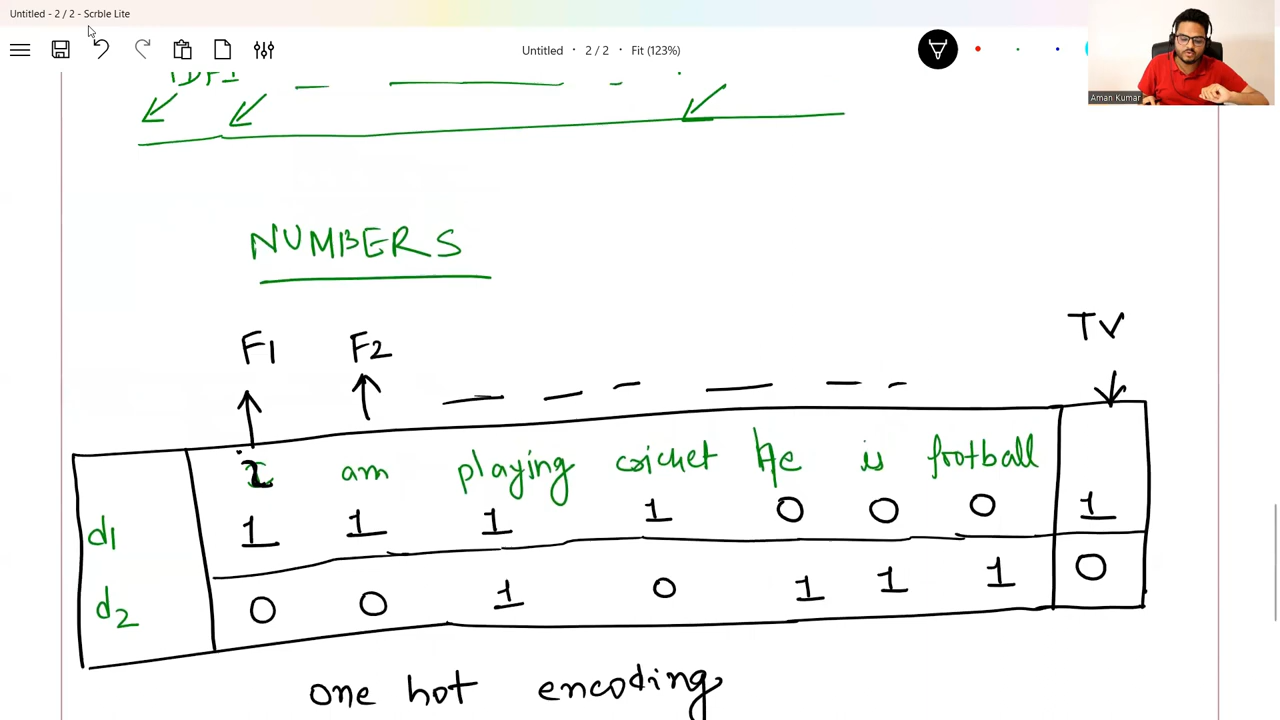 Untitled - 2 / 2 - Scrble Lite
Untitled • 2 / 2 • Fit (123%)
Aman Kumar
NUMBERS
F1 F2 TV
I am playing cricket He is football
d1 1 1 1 1 0 0 0 1
d2 0 0 1 0 1 1 1 0
one hot encoding